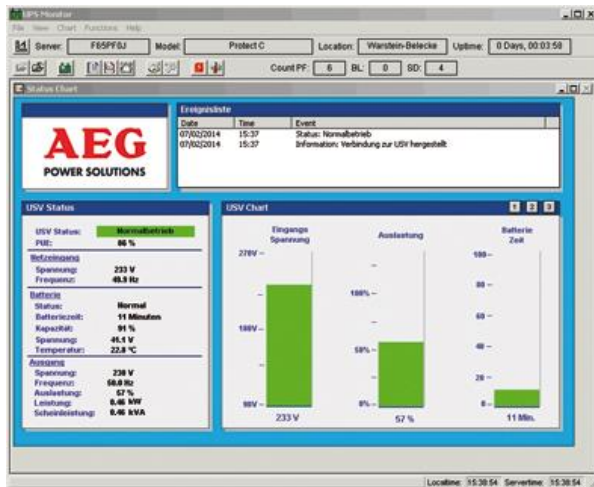 UPS Monitor
File View Chart Functions Help
Server: F65PF0J Model: Protect C Location: Warstein-Belecke Uptime: 0 Days, 00:03:50
Count PF: 6 BL: 0 SD: 4
Status Chart
AEG
POWER SOLUTIONS
Ereignisliste
Date Time Event
07/02/2014 15:37 Status: Normalbetrieb
07/02/2014 15:37 Information: Verbindung zur USV hergestellt
USV Status
USV Status: Normalbetrieb
PUE: 86 %
Netzeingang
Spannung: 233 V
Frequenz: 49.9 Hz
Batterie
Status: Normal
Batteriezeit: 11 Minuten
Kapazität: 91 %
Spannung: 41.1 V
Temperatur: 22.8 °C
Ausgang
Spannung: 230 V
Frequenz: 50.0 Hz
Auslastung: 57 %
Leistung: 0.46 kW
Scheinleistung: 0.46 kVA
USV Chart 1 2 3
Eingangs
Spannung
270V
180V
90V
233 V
Auslastung
100%
50%
0%
57 %
Batterie
Zeit
100
80
60
40
20
0
11 Min.
Localtime: 15:38:54 Servertime: 15:38:54